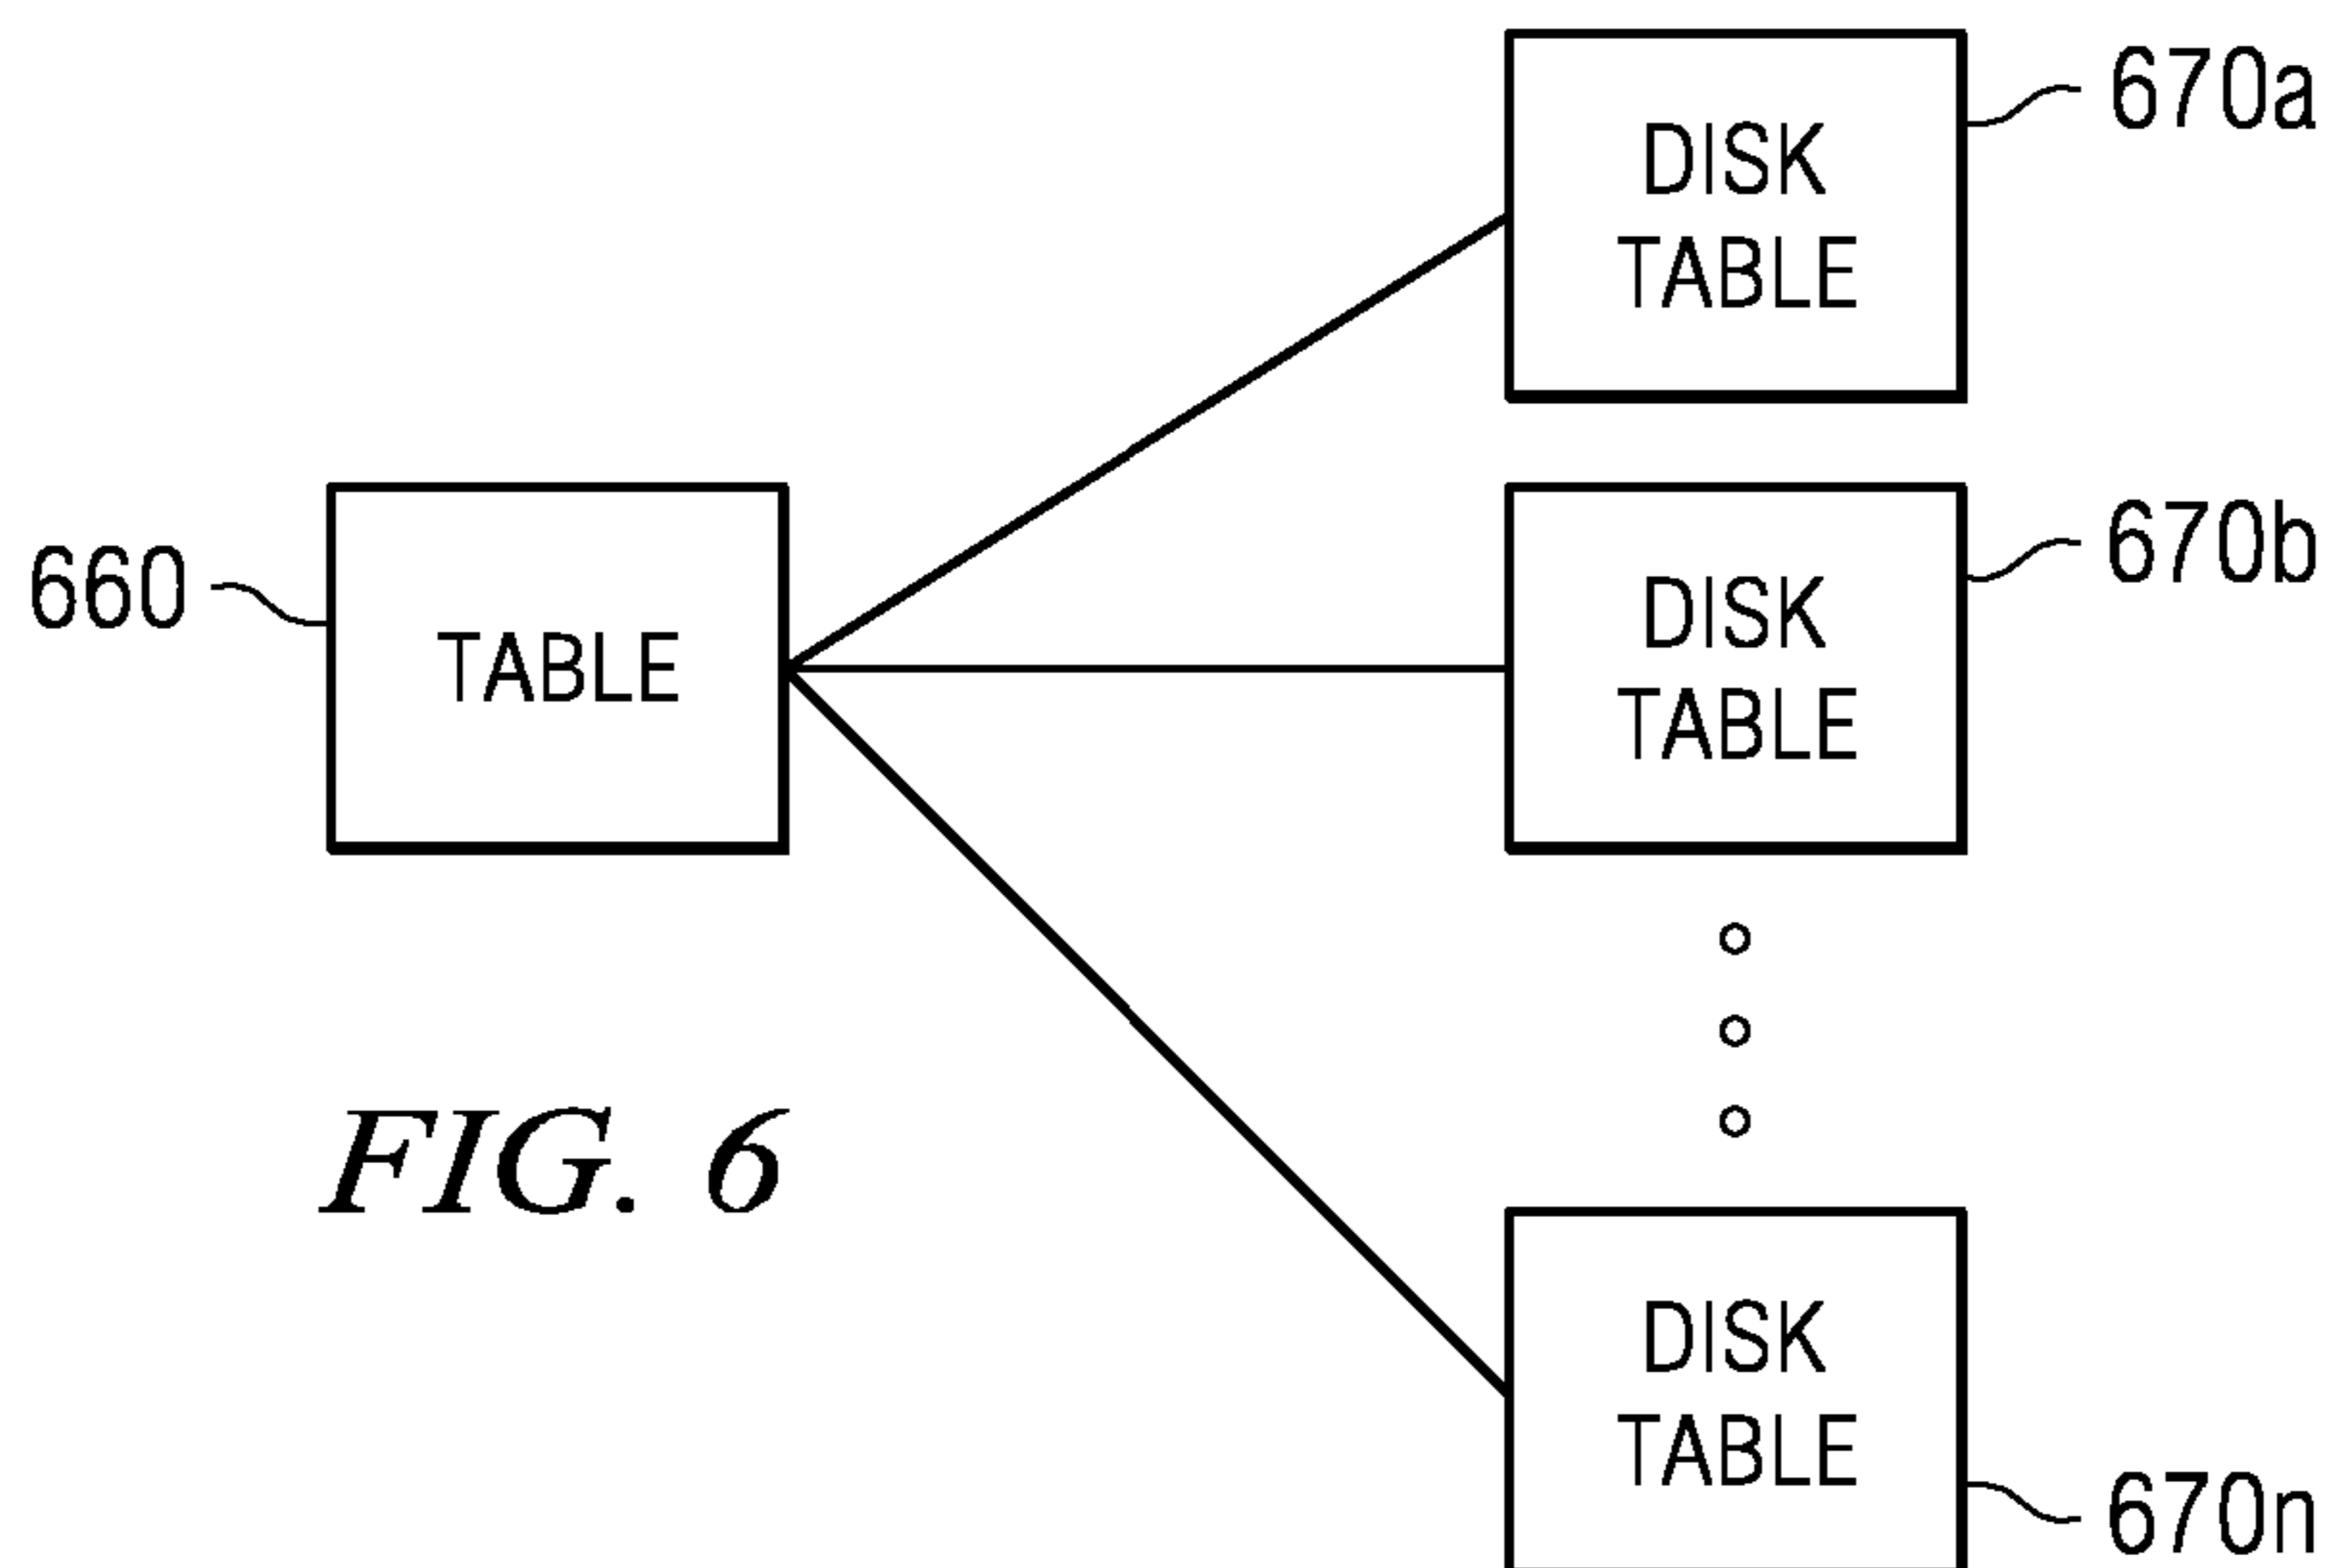 DISK
TABLE
670a
660
TABLE
DISK
TABLE
670b
FIG. 6
DISK
TABLE
670n